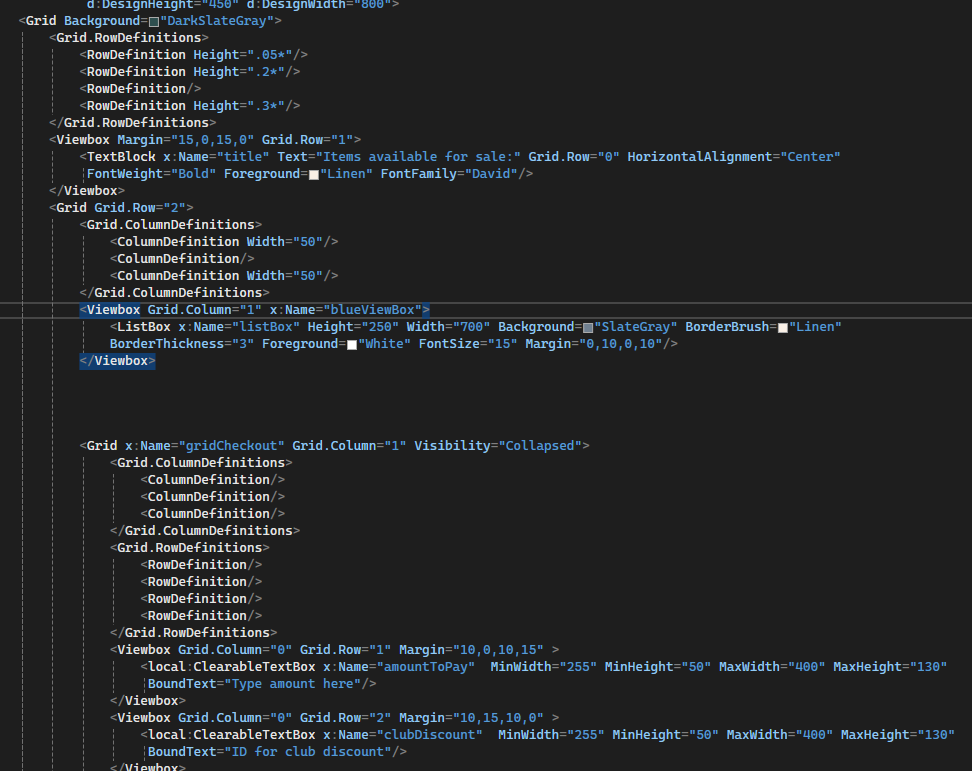 d:DesignHeight="450" d:DesignWidth="800">
<Grid Background="DarkSlateGray">
<Grid.RowDefinitions>
<RowDefinition Height=".05*"/>
<RowDefinition Height=".2*"/>
<RowDefinition/>
<RowDefinition Height=".3*"/>
</Grid.RowDefinitions>
<Viewbox Margin="15,0,15,0" Grid.Row="1">
<TextBlock x:Name="title" Text="Items available for sale:" Grid.Row="0" HorizontalAlignment="Center"
FontWeight="Bold" Foreground="Linen" FontFamily="David"/>
</Viewbox>
<Grid Grid.Row="2">
<Grid.ColumnDefinitions>
<ColumnDefinition Width="50"/>
<ColumnDefinition/>
<ColumnDefinition Width="50"/>
</Grid.ColumnDefinitions>
<Viewbox Grid.Column="1" x:Name="blueViewBox">
<ListBox x:Name="listBox" Height="250" Width="700" Background="SlateGray" BorderBrush="Linen"
BorderThickness="3" Foreground="White" FontSize="15" Margin="0,10,0,10"/>
</Viewbox>
<Grid x:Name="gridCheckout" Grid.Column="1" Visibility="Collapsed">
<Grid.ColumnDefinitions>
<ColumnDefinition/>
<ColumnDefinition/>
<ColumnDefinition/>
</Grid.ColumnDefinitions>
<Grid.RowDefinitions>
<RowDefinition/>
<RowDefinition/>
<RowDefinition/>
<RowDefinition/>
</Grid.RowDefinitions>
<Viewbox Grid.Column="0" Grid.Row="1" Margin="10,0,10,15" >
<local:ClearableTextBox x:Name="amountToPay"  MinWidth="255" MinHeight="50" MaxWidth="400" MaxHeight="130"
BoundText="Type amount here"/>
</Viewbox>
<Viewbox Grid.Column="0" Grid.Row="2" Margin="10,15,10,0" >
<local:ClearableTextBox x:Name="clubDiscount"  MinWidth="255" MinHeight="50" MaxWidth="400" MaxHeight="130"
BoundText="ID for club discount"/>
</Viewbox>